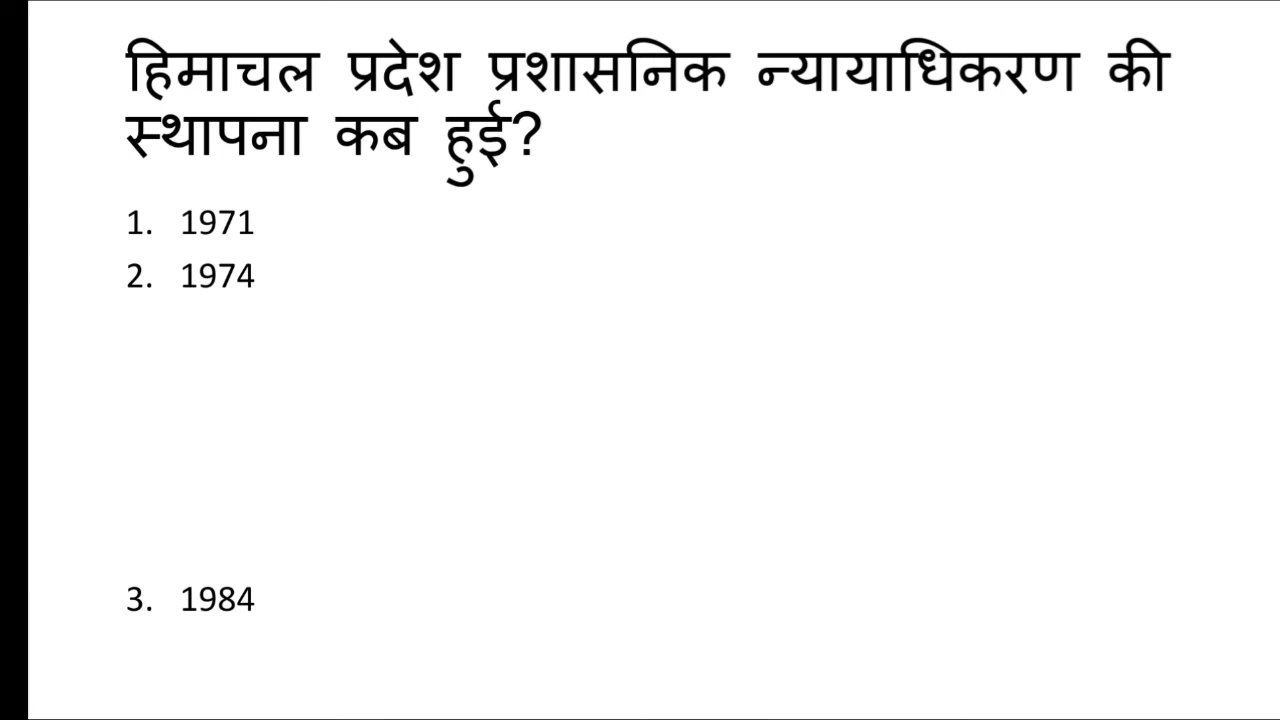 हिमाचल प्रदेश प्रशासनिक न्यायाधिकरण की
स्थापना कब हुई?
1. 1971
2. 1974
3. 1984